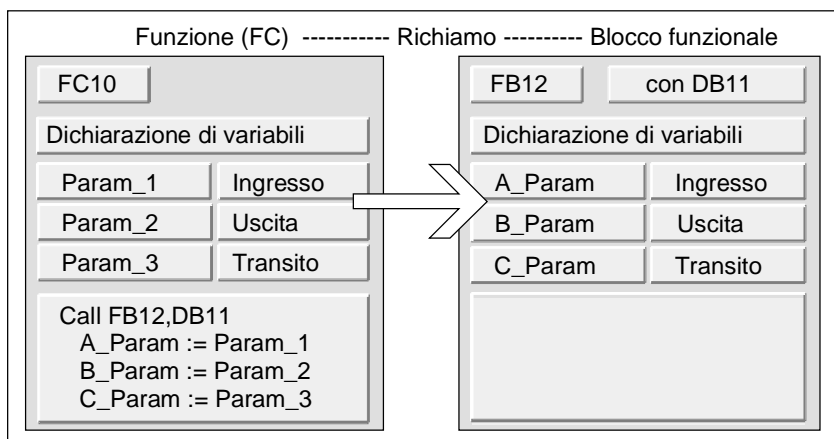 Funzione (FC) ----------- Richiamo ---------- Blocco funzionale
FC10
Dichiarazione di variabili
Param_1 Ingresso
Param_2 Uscita
Param_3 Transito
Call FB12,DB11
A_Param := Param_1
B_Param := Param_2
C_Param := Param_3
FB12 con DB11
Dichiarazione di variabili
A_Param Ingresso
B_Param Uscita
C_Param Transito